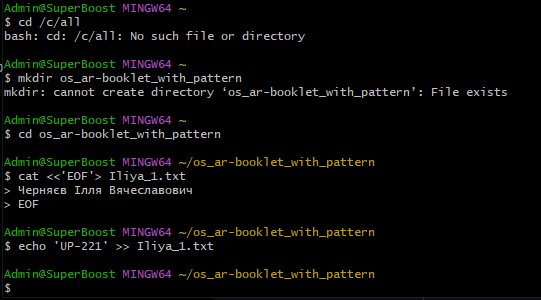 Admin@SuperBoost MINGW64 ~
$ cd /c/all
bash: cd: /c/all: No such file or directory
Admin@SuperBoost MINGW64 ~
$ mkdir os_ar-booklet_with_pattern
mkdir: cannot create directory ‘os_ar-booklet_with_pattern’: File exists
Admin@SuperBoost MINGW64 ~
$ cd os_ar-booklet_with_pattern
Admin@SuperBoost MINGW64 ~/os_ar-booklet_with_pattern
$ cat <<'EOF'> Iliya_1.txt
> Черняєв Ілля Вячеславович
> EOF
Admin@SuperBoost MINGW64 ~/os_ar-booklet_with_pattern
$ echo 'UP-221' >> Iliya_1.txt
Admin@SuperBoost MINGW64 ~/os_ar-booklet_with_pattern
$